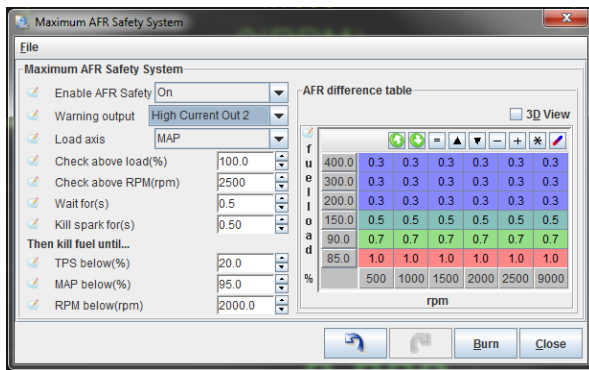 Maximum AFR Safety System
File
Maximum AFR Safety System
Enable AFR Safety On
Warning output High Current Out 2
Load axis MAP
Check above load(%) 100.0
Check above RPM(rpm) 2500
Wait for(s) 0.5
Kill spark for(s) 0.50
Then kill fuel until...
TPS below(%) 20.0
MAP below(%) 95.0
RPM below(rpm) 2000.0
AFR difference table
3D View
= - + *
fuelload %
400.0 0.3 0.3 0.3 0.3 0.3 0.3
300.0 0.3 0.3 0.3 0.3 0.3 0.3
200.0 0.3 0.3 0.3 0.3 0.3 0.3
150.0 0.5 0.5 0.5 0.5 0.5 0.5
90.0 0.7 0.7 0.7 0.7 0.7 0.7
85.0 1.0 1.0 1.0 1.0 1.0 1.0
500 1000 1500 2000 2500 9000
rpm
Burn
Close